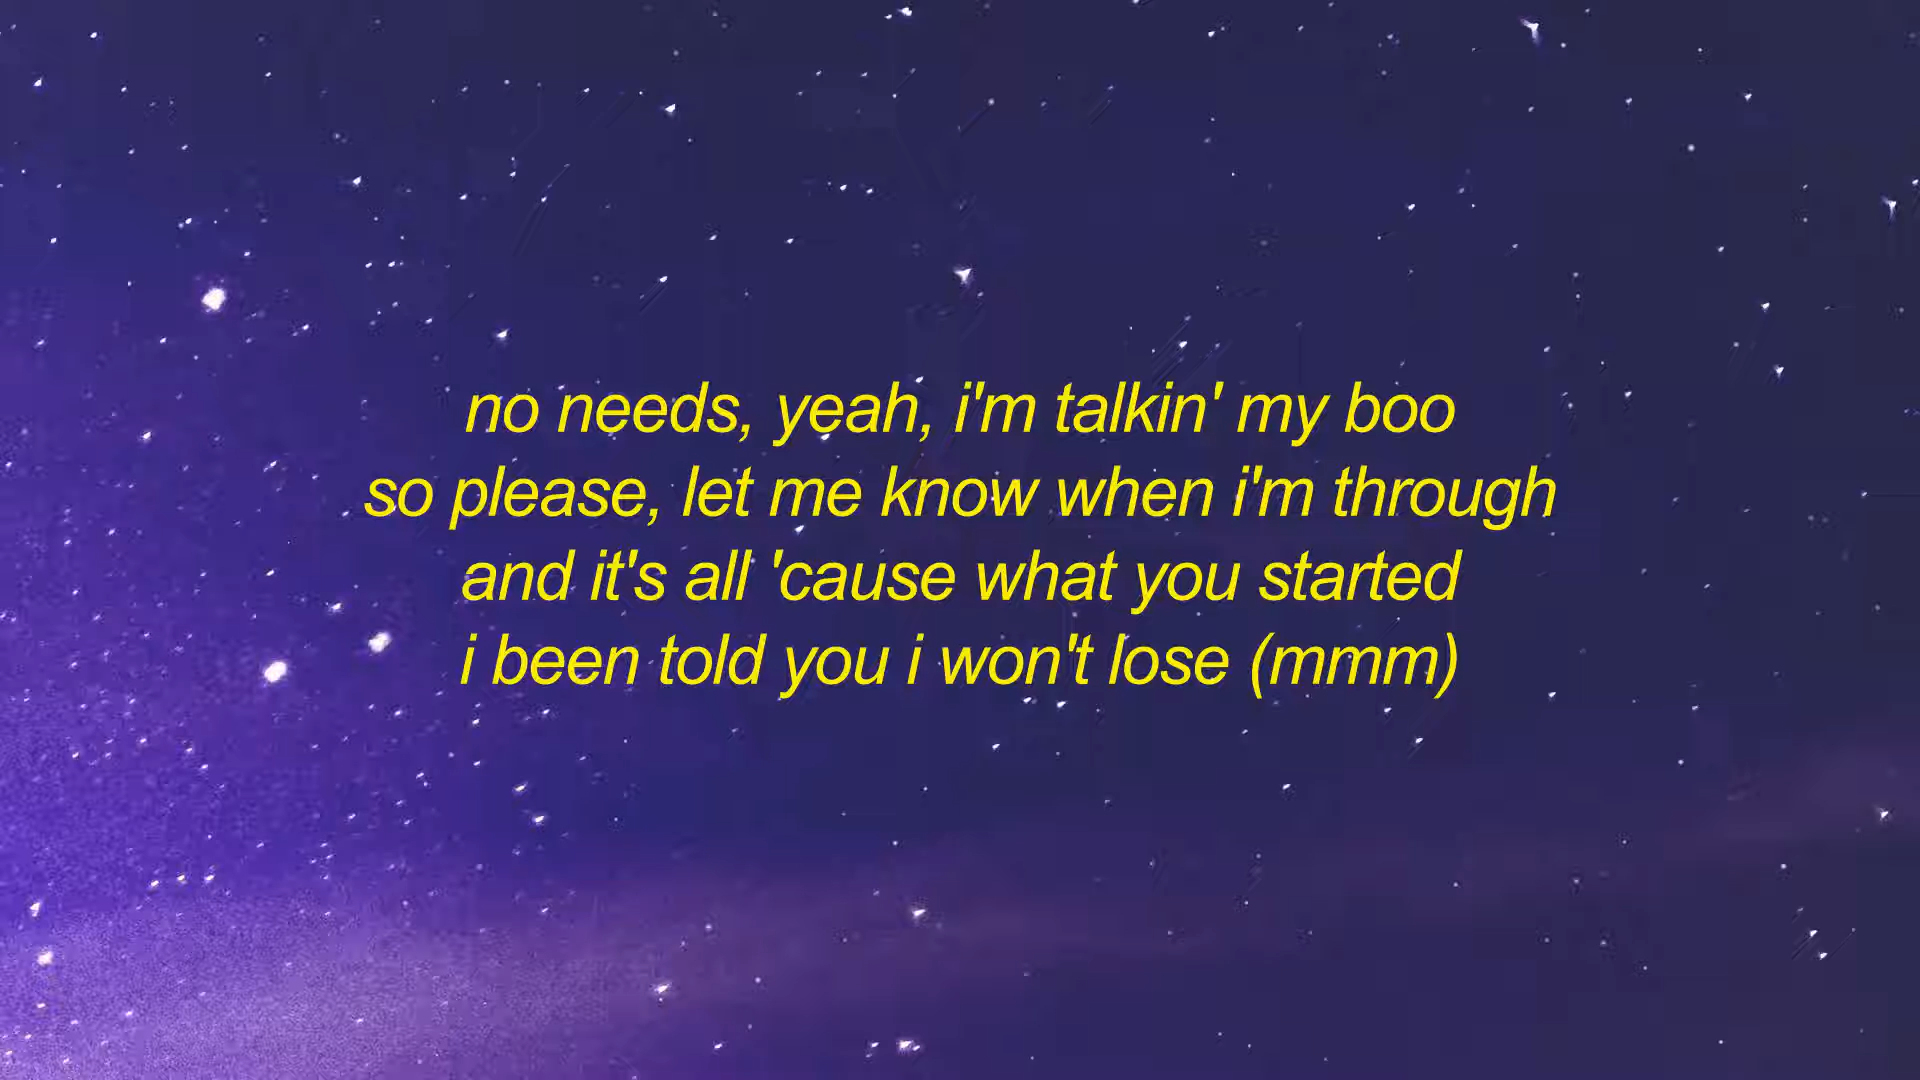 no needs, yeah, i'm talkin' my boo
so please, let me know when i'm through
and it's all 'cause what you started
i been told you i won't lose (mmm)